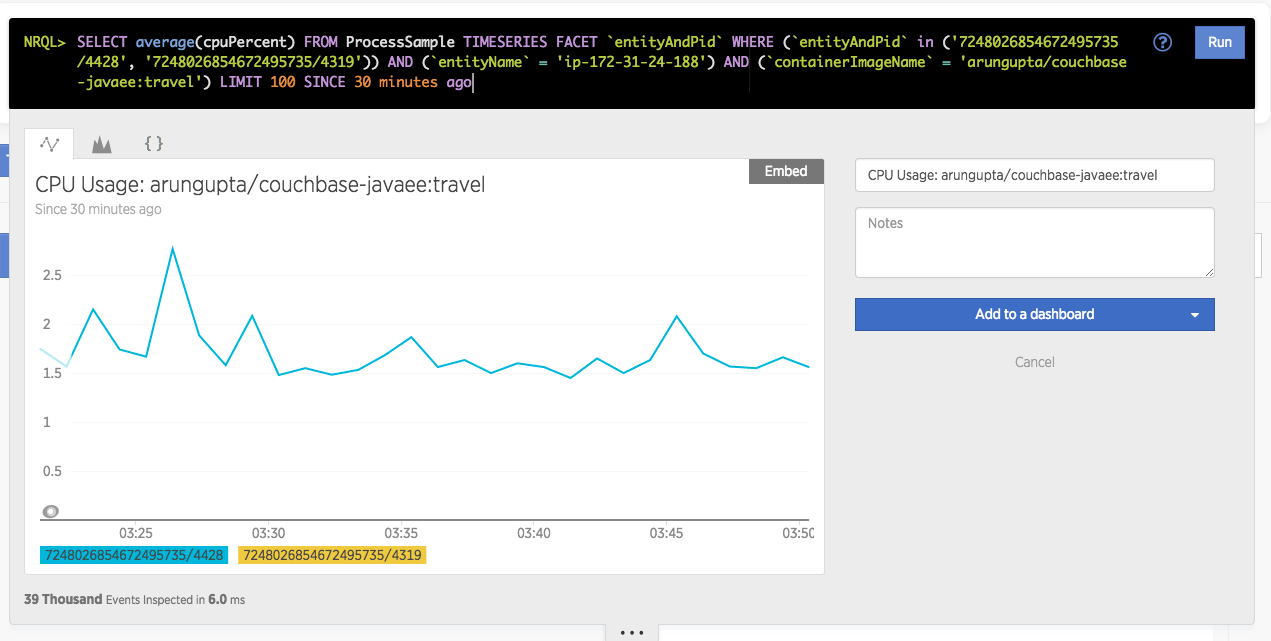 NRQL> SELECT average(cpuPercent) FROM ProcessSample TIMESERIES FACET `entityAndPid` WHERE (`entityAndPid` in ('7248026854672495735
/4428', '7248026854672495735/4319')) AND (`entityName` = 'ip-172-31-24-188') AND (`containerImageName` = 'arungupta/couchbase
-javaee:travel') LIMIT 100 SINCE 30 minutes ago
?
Run
{ }
CPU Usage: arungupta/couchbase-javaee:travel
Embed
Since 30 minutes ago
2.5
2
1.5
1
0.5
03:25 03:30 03:35 03:40 03:45 03:50
7248026854672495735/4428 7248026854672495735/4319
39 Thousand Events Inspected in 6.0 ms
CPU Usage: arungupta/couchbase-javaee:travel
Notes
Add to a dashboard
Cancel